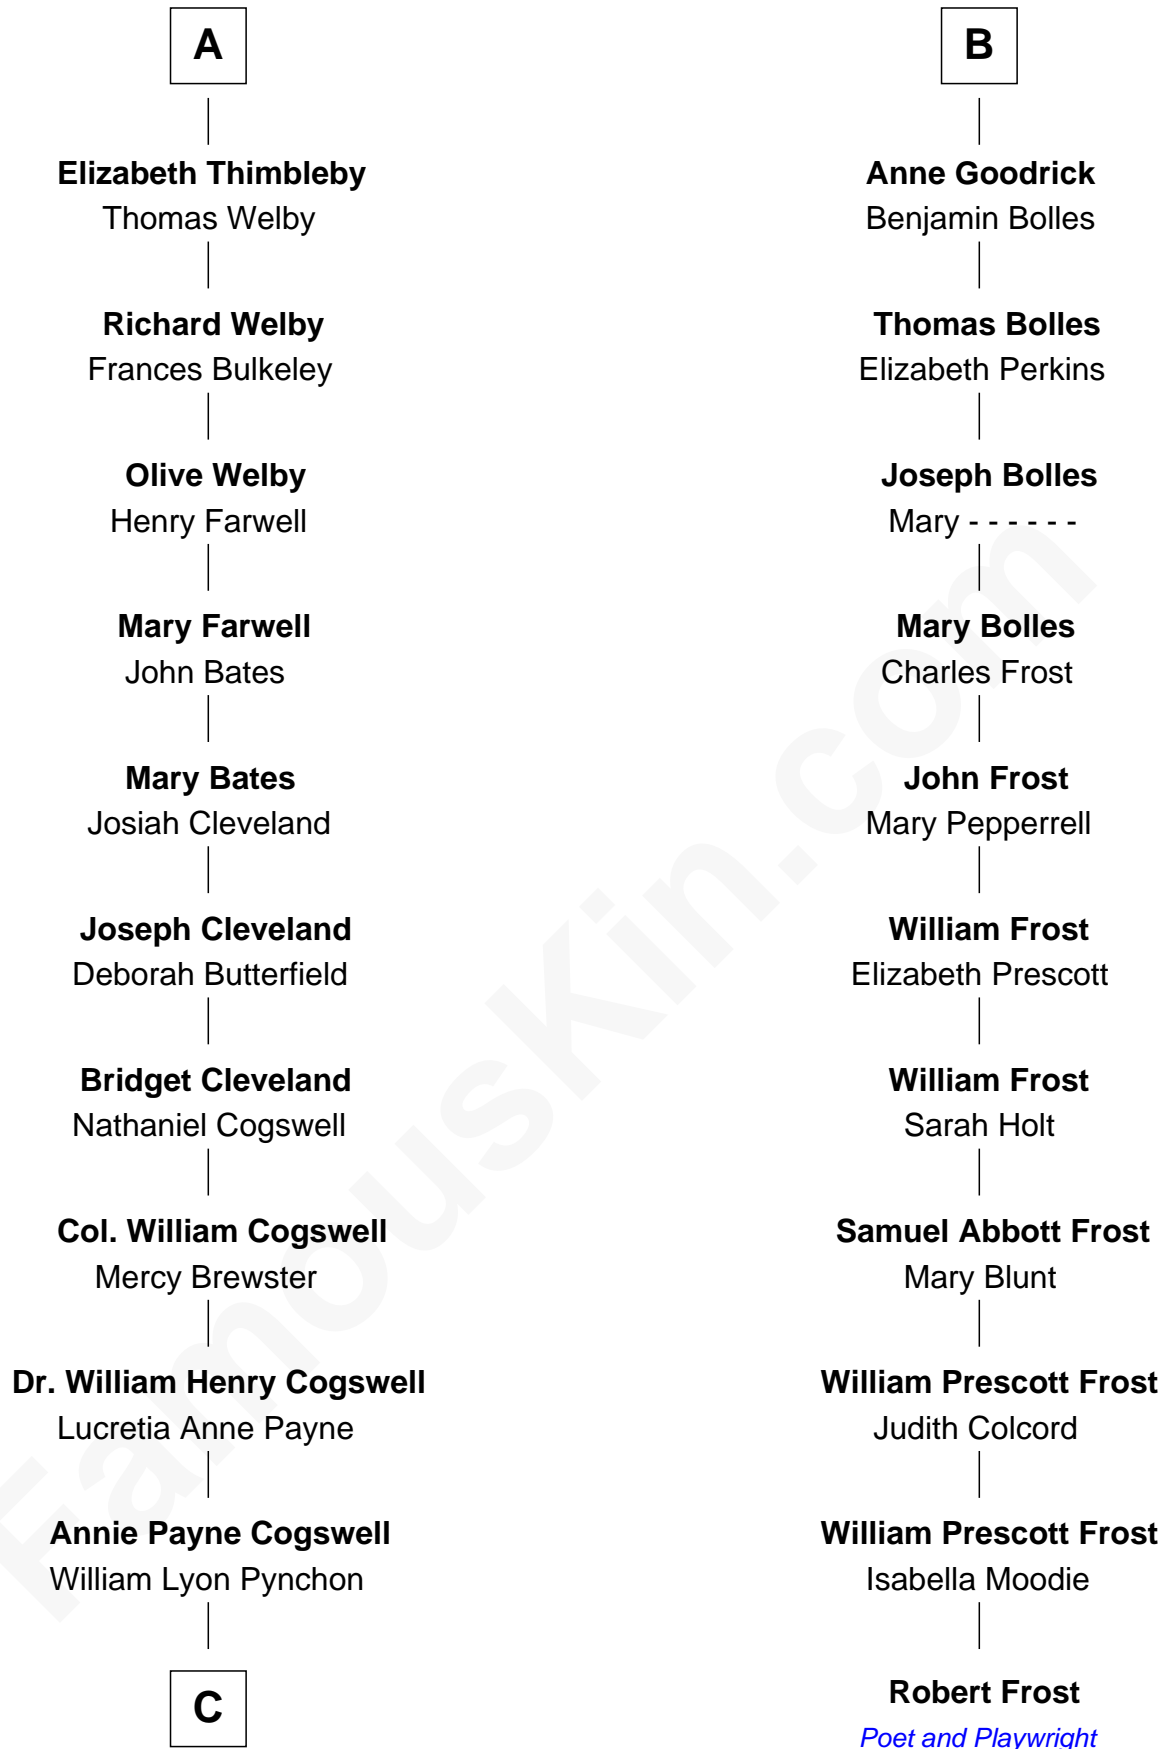 A
Elizabeth Thimbleby
Thomas Welby
Richard Welby
Frances Bulkeley
Olive Welby
Henry Farwell
Mary Farwell
John Bates
Mary Bates
Josiah Cleveland
Joseph Cleveland
Deborah Butterfield
Bridget Cleveland
Nathaniel Cogswell
Col. William Cogswell
Mercy Brewster
Dr. William Henry Cogswell
Lucretia Anne Payne
Annie Payne Cogswell
William Lyon Pynchon
C
B
Anne Goodrick
Benjamin Bolles
Thomas Bolles
Elizabeth Perkins
Joseph Bolles
Mary - - - - - -
Mary Bolles
Charles Frost
John Frost
Mary Pepperrell
William Frost
Elizabeth Prescott
William Frost
Sarah Holt
Samuel Abbott Frost
Mary Blunt
William Prescott Frost
Judith Colcord
William Prescott Frost
Isabella Moodie
Robert Frost
Poet and Playwright
FamousKin.com